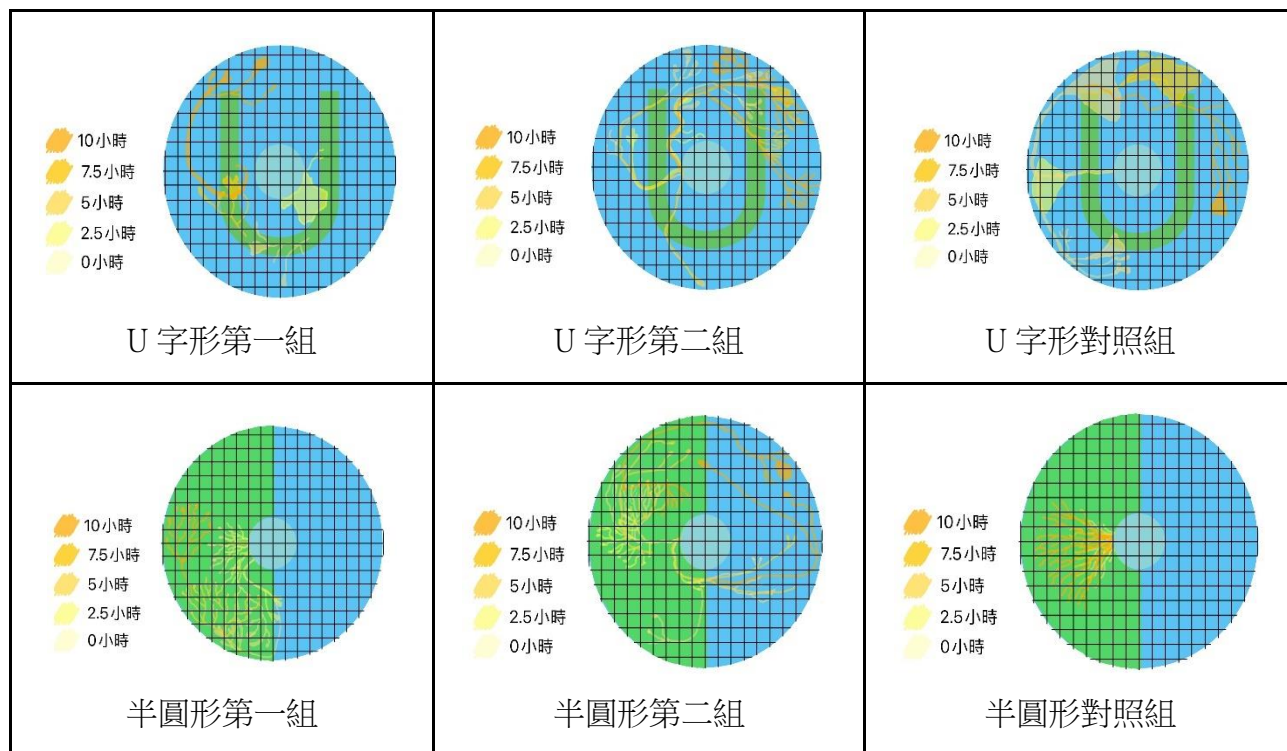 10小時
7.5小時
5小時
2.5小時
0小時
U 字形第一組
10小時
7.5小時
5小時
2.5小時
0小時
U 字形第二組
10小時
7.5小時
5小時
2.5小時
0小時
U 字形對照組
10小時
7.5小時
5小時
2.5小時
0小時
半圓形第一組
10小時
7.5小時
5小時
2.5小時
0小時
半圓形第二組
10小時
7.5小時
5小時
2.5小時
0小時
半圓形對照組